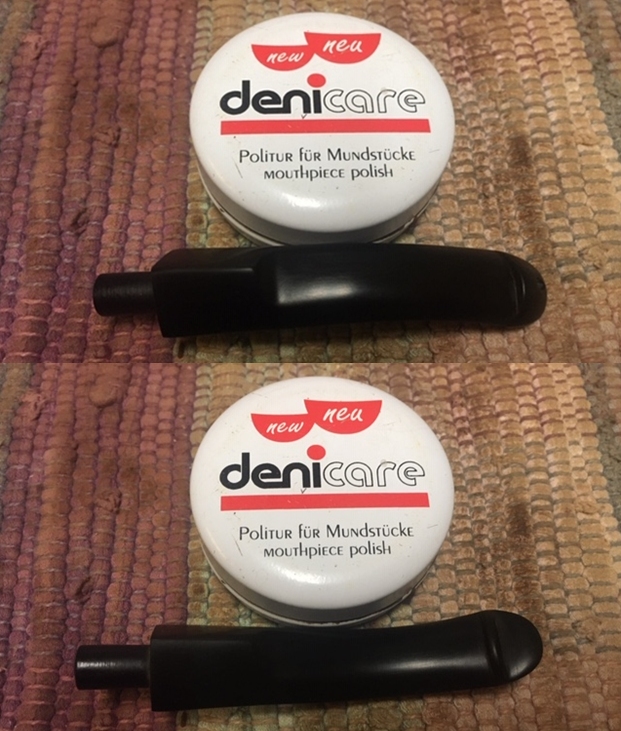 new neu
denicare
Politur für Mundstücke
mouthpiece polish
new neu
denicare
Politur für Mundstücke
mouthpiece polish